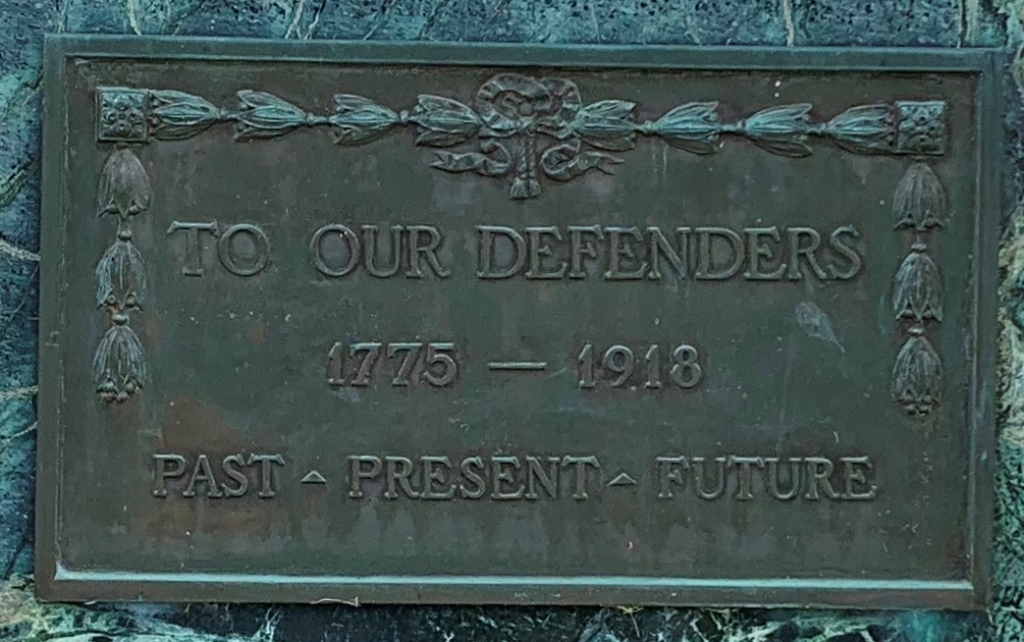 TO OUR DEFENDERS
1775 — 1918
PAST ^ PRESENT ^ FUTURE